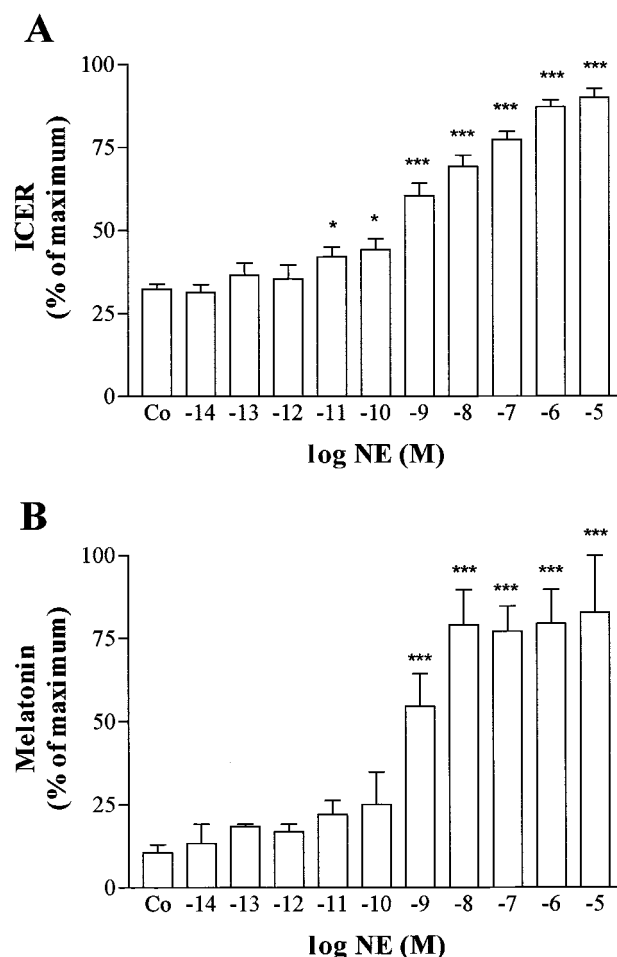 A
100
75
50
25
0
ICER
(% of maximum)
* * *** *** *** *** ***
Co -14 -13 -12 -11 -10 -9 -8 -7 -6 -5
log NE (M)
B
100
75
50
25
0
Melatonin
(% of maximum)
*** *** *** *** ***
Co -14 -13 -12 -11 -10 -9 -8 -7 -6 -5
log NE (M)